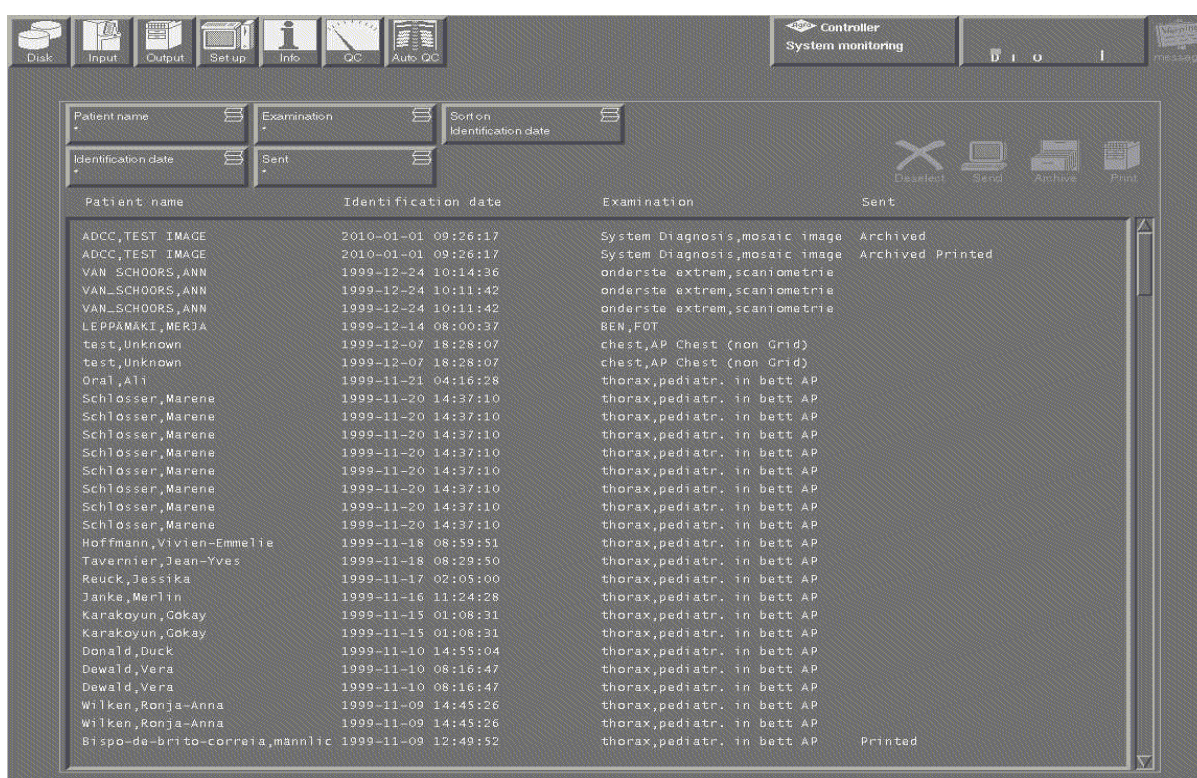 Disk Input Output Set up Info QC Auto QC
Agfa Controller
System monitoring
message
Patient name
*
Examination
*
Sort on
Identification date
Identification date
*
Sent
*
Deselect Send Archive Print
Patient name Identification date Examination Sent
ADCC,TEST IMAGE 2010-01-01 09:26:17 System Diagnosis,mosaic image Archived
ADCC,TEST IMAGE 2010-01-01 09:26:17 System Diagnosis,mosaic image Archived Printed
VAN SCHOORS,ANN 1999-12-24 10:14:36 onderste extrem,scaniometrie
VAN_SCHOORS,ANN 1999-12-24 10:11:42 onderste extrem,scaniometrie
VAN_SCHOORS,ANN 1999-12-24 10:11:42 onderste extrem,scaniometrie
LEPPÄMÄKI,MERJA 1999-12-14 08:00:37 BEN,FOT
test,Unknown 1999-12-07 18:28:07 chest,AP Chest (non Grid)
test,Unknown 1999-12-07 18:28:07 chest,AP Chest (non Grid)
Oral,Ali 1999-11-21 04:16:28 thorax,pediatr. in bett AP
Schlösser,Marene 1999-11-20 14:37:10 thorax,pediatr. in bett AP
Schlösser,Marene 1999-11-20 14:37:10 thorax,pediatr. in bett AP
Schlösser,Marene 1999-11-20 14:37:10 thorax,pediatr. in bett AP
Schlösser,Marene 1999-11-20 14:37:10 thorax,pediatr. in bett AP
Schlösser,Marene 1999-11-20 14:37:10 thorax,pediatr. in bett AP
Schlösser,Marene 1999-11-20 14:37:10 thorax,pediatr. in bett AP
Schlösser,Marene 1999-11-20 14:37:10 thorax,pediatr. in bett AP
Schlösser,Marene 1999-11-20 14:37:10 thorax,pediatr. in bett AP
Hoffmann,Vivien-Emmelie 1999-11-18 08:59:51 thorax,pediatr. in bett AP
Tavernier,Jean-Yves 1999-11-18 08:29:50 thorax,pediatr. in bett AP
Reuck,Jessika 1999-11-17 02:05:00 thorax,pediatr. in bett AP
Janke,Merlin 1999-11-16 11:24:28 thorax,pediatr. in bett AP
Karakoyun,Gökay 1999-11-15 01:08:31 thorax,pediatr. in bett AP
Karakoyun,Gökay 1999-11-15 01:08:31 thorax,pediatr. in bett AP
Donald,Duck 1999-11-10 14:55:04 thorax,pediatr. in bett AP
Dewald,Vera 1999-11-10 08:16:47 thorax,pediatr. in bett AP
Dewald,Vera 1999-11-10 08:16:47 thorax,pediatr. in bett AP
Wilken,Ronja-Anna 1999-11-09 14:45:26 thorax,pediatr. in bett AP
Wilken,Ronja-Anna 1999-11-09 14:45:26 thorax,pediatr. in bett AP
Bispo-de-brito-correia,männlic 1999-11-09 12:49:52 thorax,pediatr. in bett AP Printed